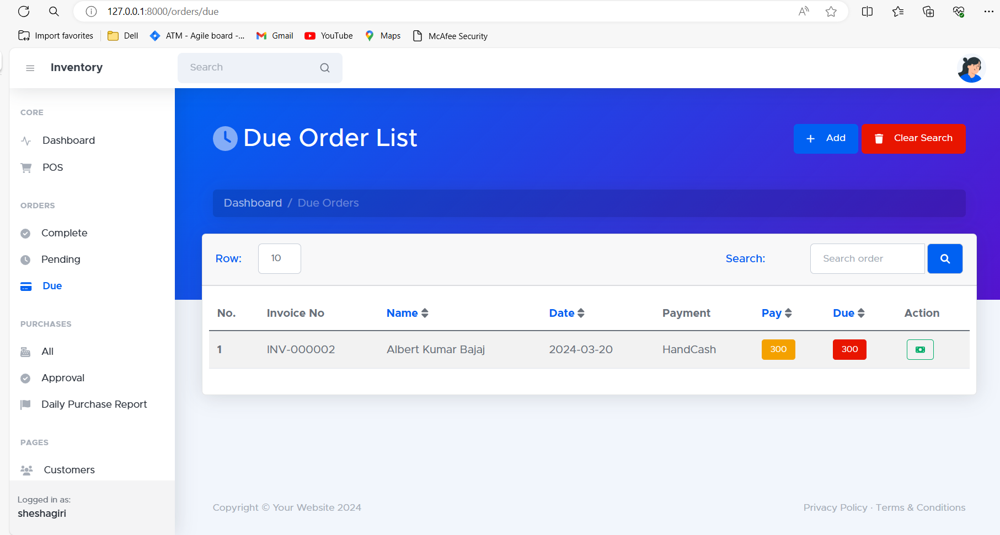 127.0.0.1:8000/orders/due
Import favorites Dell ATM - Agile board -... Gmail YouTube Maps McAfee Security
Inventory Search
CORE
Dashboard
POS
ORDERS
Complete
Pending
Due
PURCHASES
All
Approval
Daily Purchase Report
PAGES
Customers
Logged in as:
sheshagiri
Due Order List
Add Clear Search
Dashboard / Due Orders
Row: 10 Search: Search order
No. Invoice No Name Date Payment Pay Due Action
1 INV-000002 Albert Kumar Bajaj 2024-03-20 HandCash 300 300
Copyright © Your Website 2024 Privacy Policy · Terms & Conditions